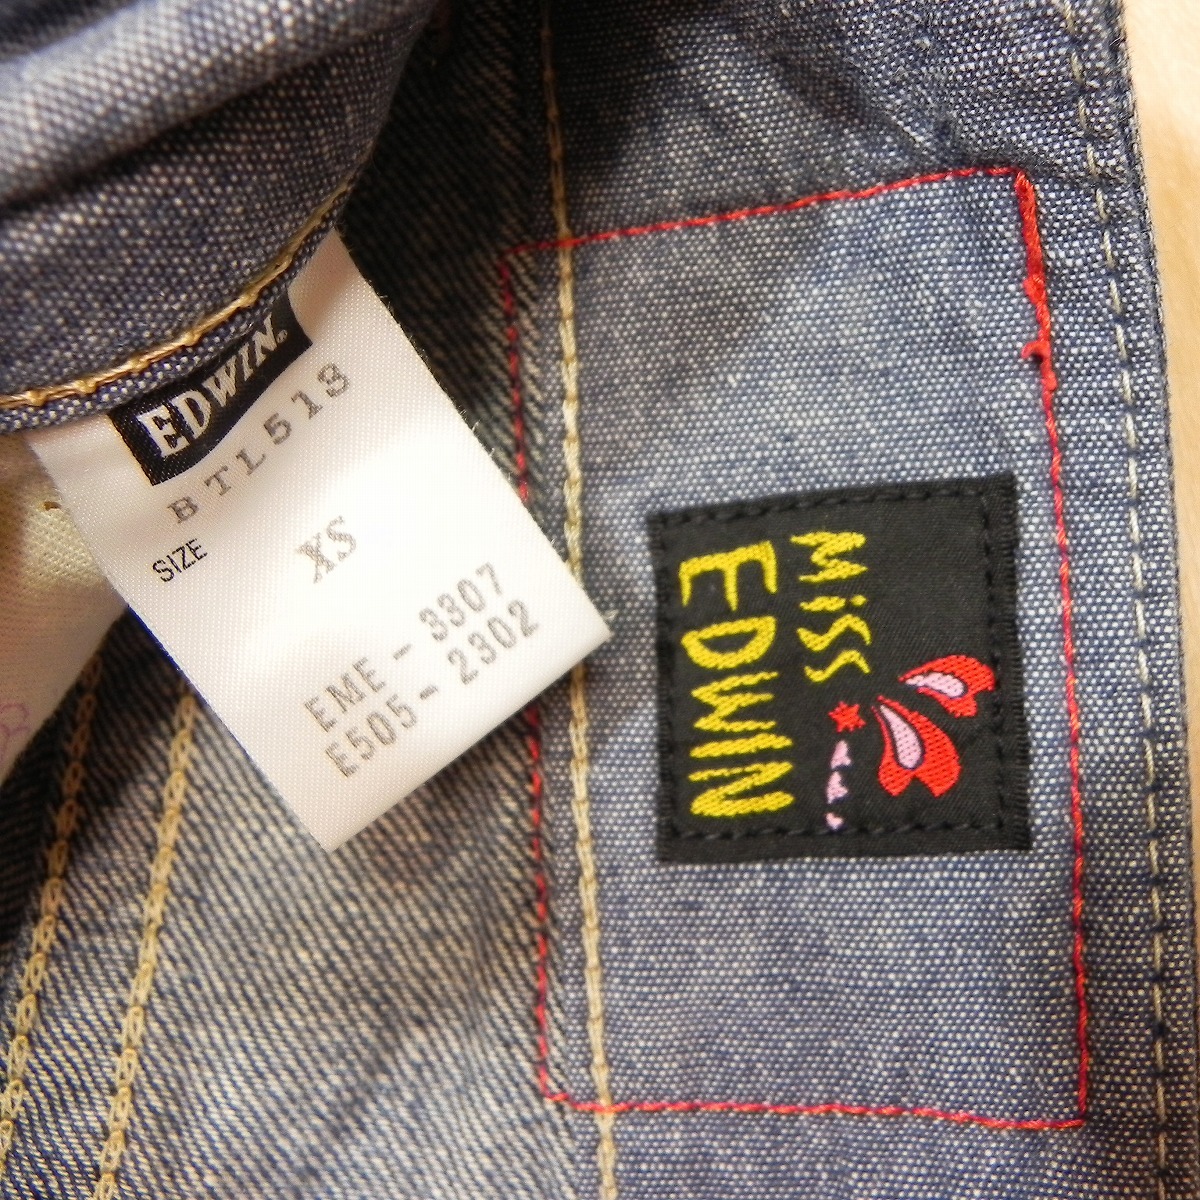 EDWIN®
BTL513
SIZE
XS
EME-3307
E505-2302
Miss
EDWIN